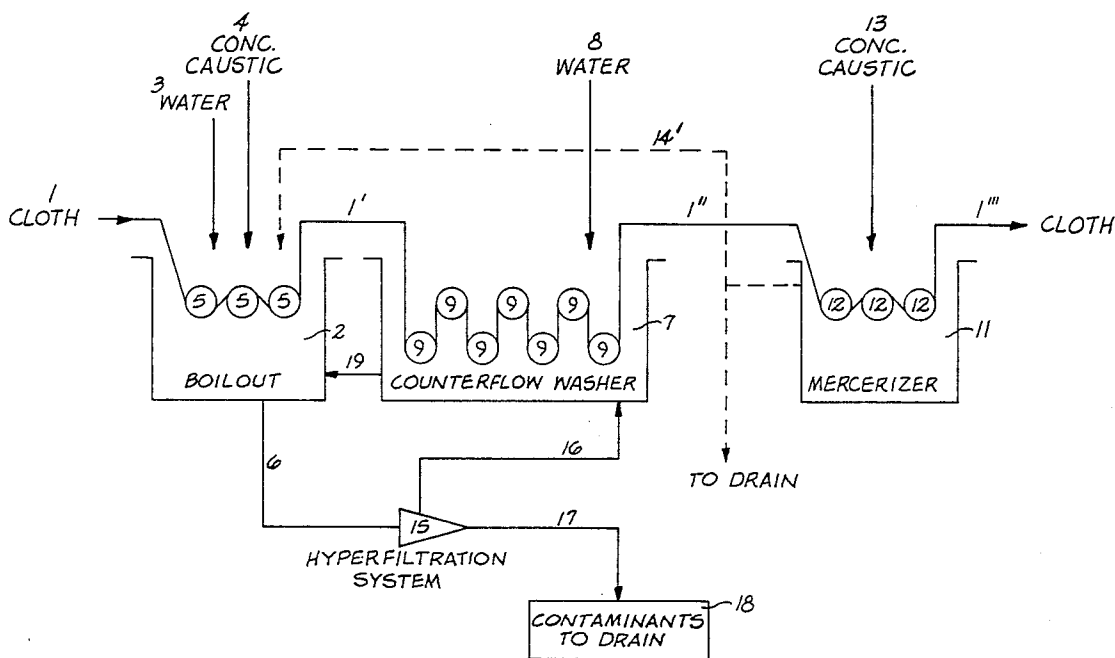 4
CONC.
CAUSTIC
3 WATER
8
WATER
13
CONC.
CAUSTIC
14'
1
CLOTH
1'
1"
1'''
CLOTH
5 5 5
9 9 9
9 9 9 9
12 12 12
2
7
11
BOILOUT
19
COUNTERFLOW WASHER
MERCERIZER
6
16
TO DRAIN
15
17
HYPERFILTRATION
SYSTEM
18
CONTAMINANTS
TO DRAIN